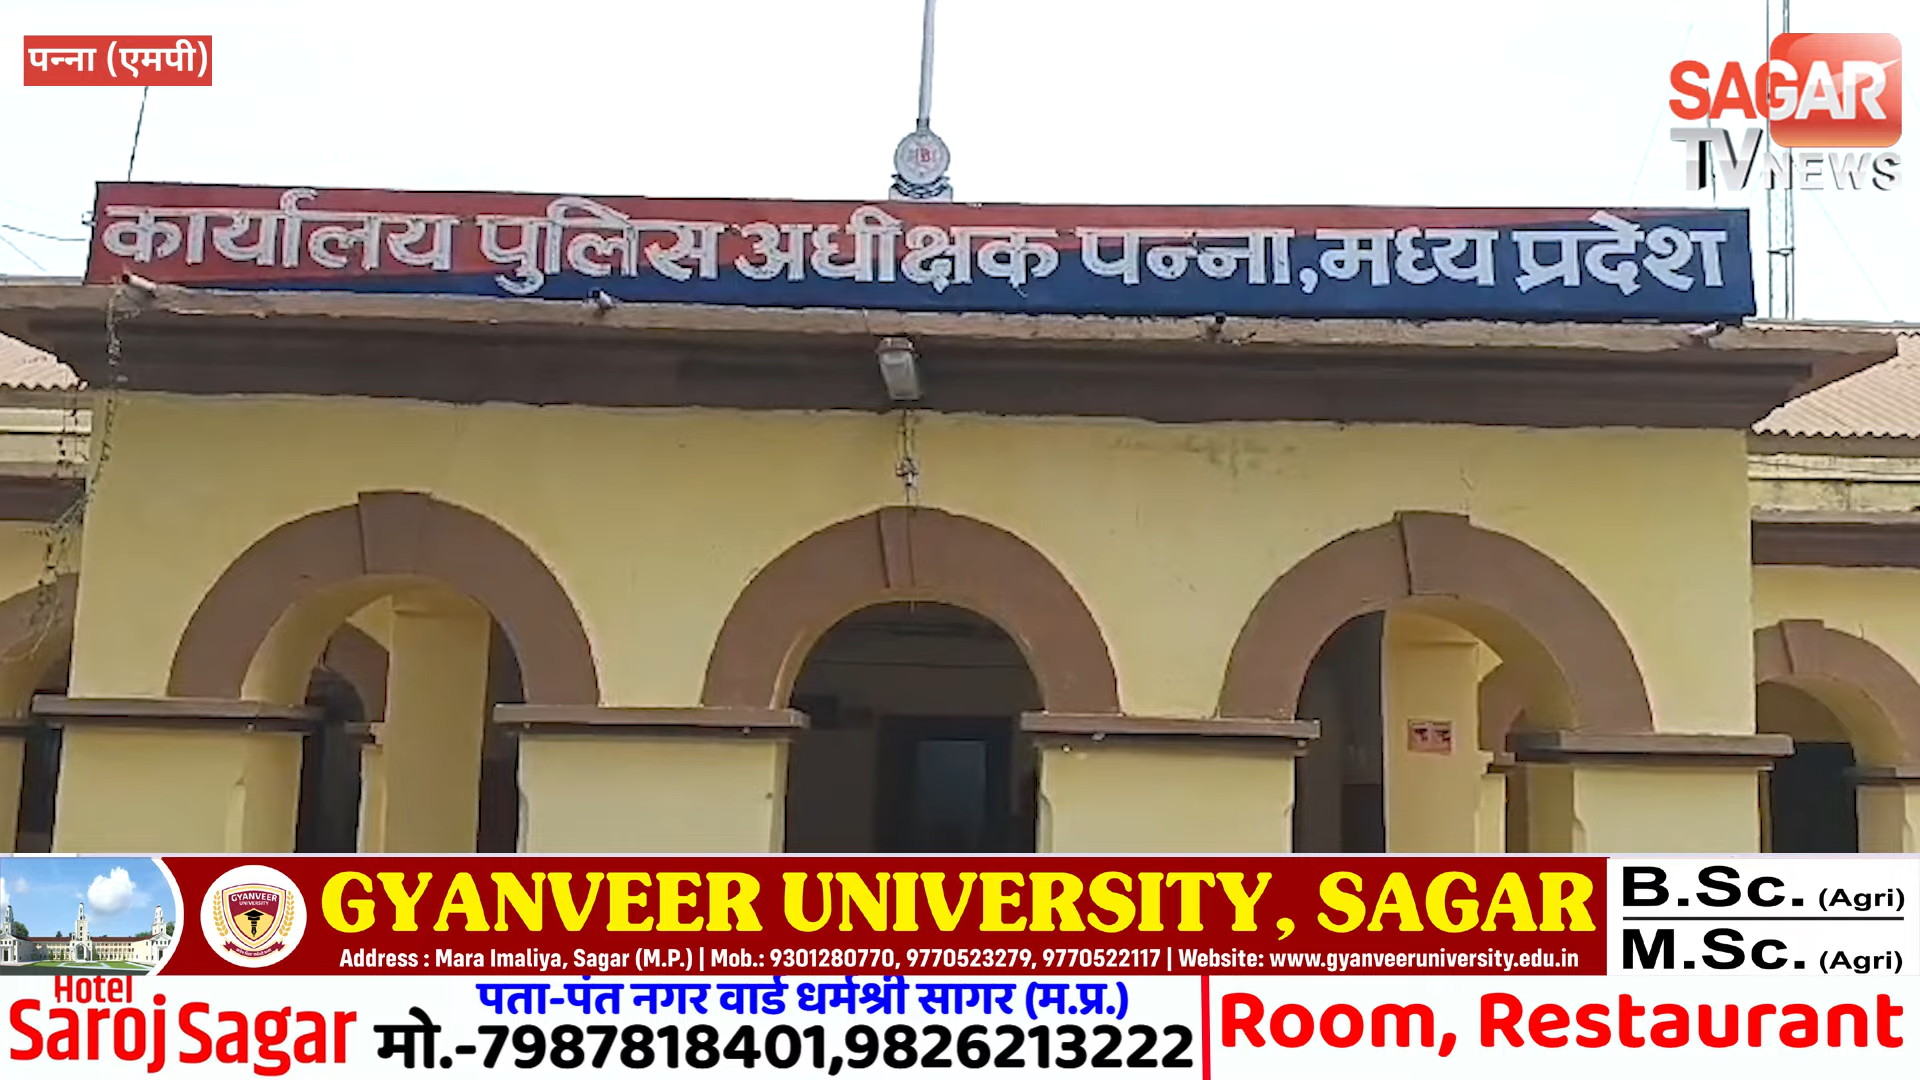 पन्ना (एमपी)
SAGAR
TV NEWS
कार्यालय पुलिस अधीक्षक पन्ना,मध्य प्रदेश
GYANVEER
UNIVERSITY
GYANVEER UNIVERSITY, SAGAR
Address : Mara Imaliya, Sagar (M.P.) | Mob.: 9301280770, 9770523279, 9770522117 | Website: www.gyanveeruniversity.edu.in
B.Sc. (Agri)
M.Sc. (Agri)
Hotel
Saroj Sagar
पता-पंत नगर वार्ड धर्मश्री सागर (म.प्र.)
मो.-7987818401,9826213222
Room, Restaurant